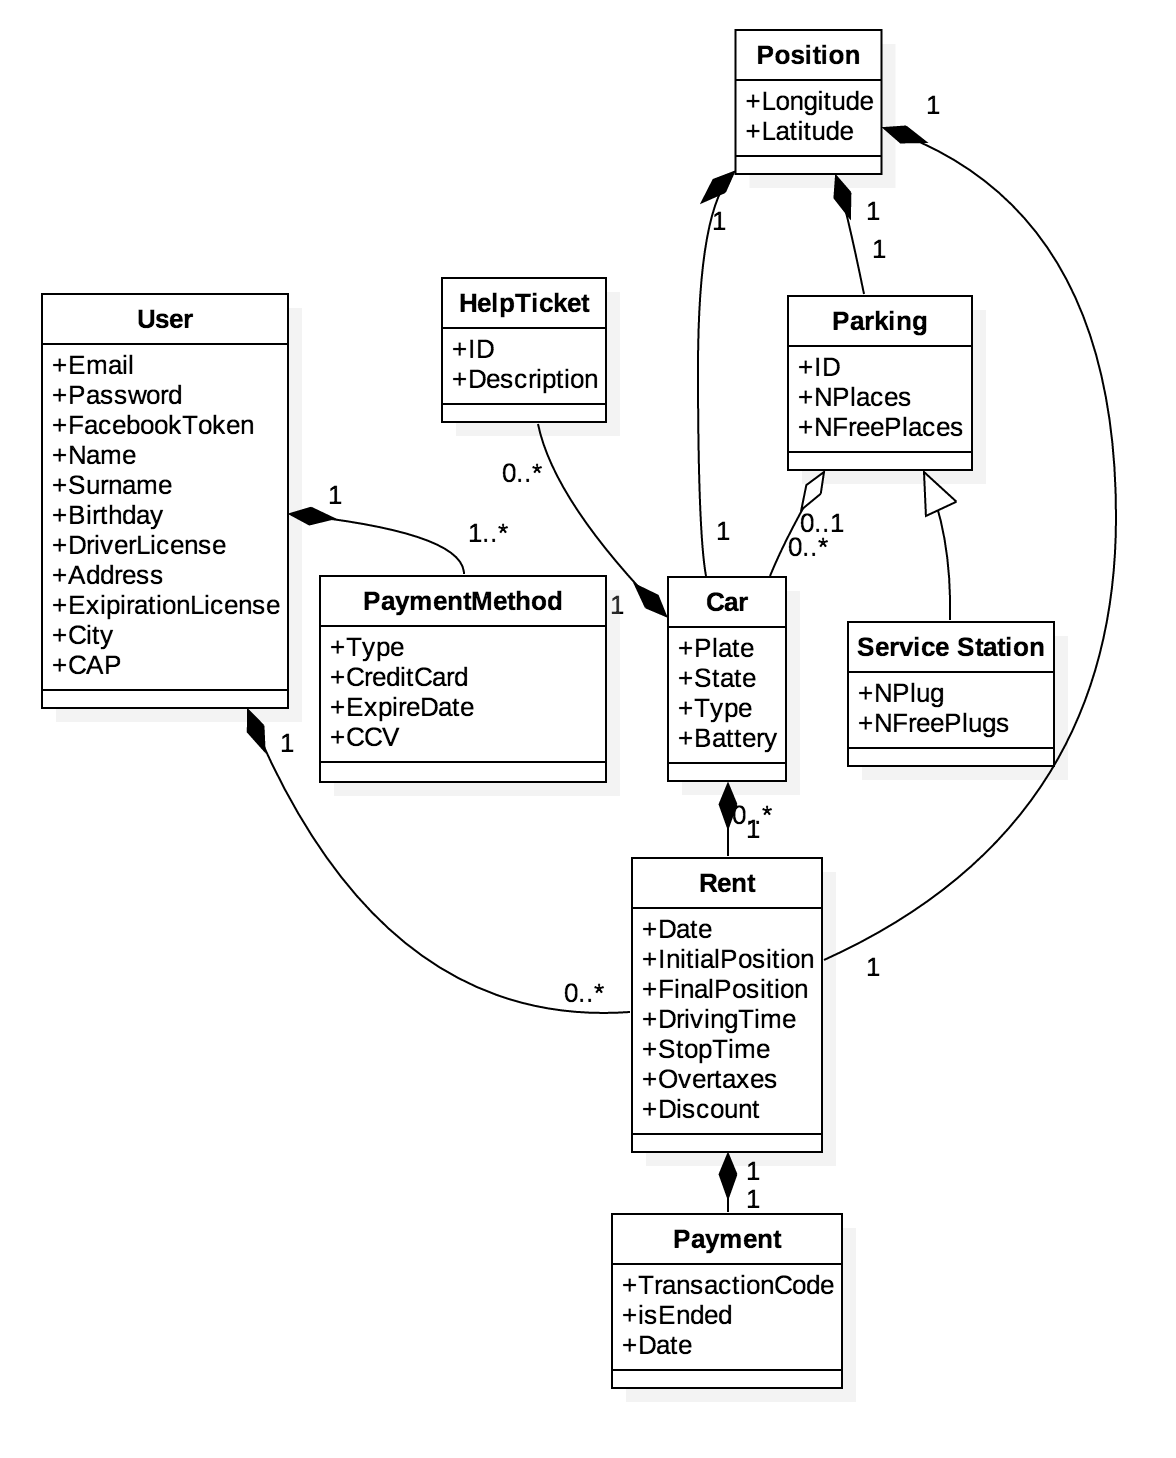 Position
+Longitude
+Latitude
1
1
1
1
User
+Email
+Password
+FacebookToken
+Name
+Surname
+Birthday
+DriverLicense
+Address
+ExipirationLicense
+City
+CAP
HelpTicket
+ID
+Description
Parking
+ID
+NPlaces
+NFreePlaces
0..*
1
1..*
1
0..1
0..*
PaymentMethod
+Type
+CreditCard
+ExpireDate
+CCV
1
Car
+Plate
+State
+Type
+Battery
Service Station
+NPlug
+NFreePlugs
1
0..*
1
Rent
+Date
+InitialPosition
+FinalPosition
+DrivingTime
+StopTime
+Overtaxes
+Discount
0..*
1
1
1
Payment
+TransactionCode
+isEnded
+Date